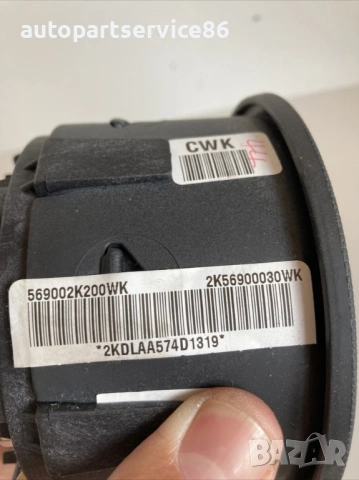 autopartservice86
CWK
569002K200WK 2K56900030WK
*2KDLAA574D1319*
BAZAR